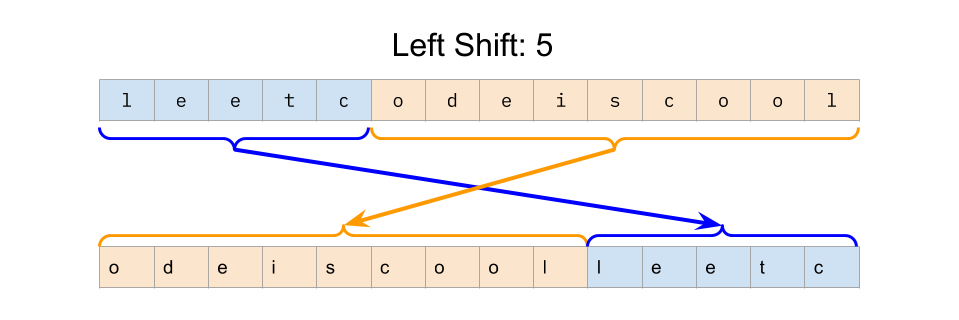 Left Shift: 5
l e e t c o d e i s c o o l
o d e i s c o o l l e e t c